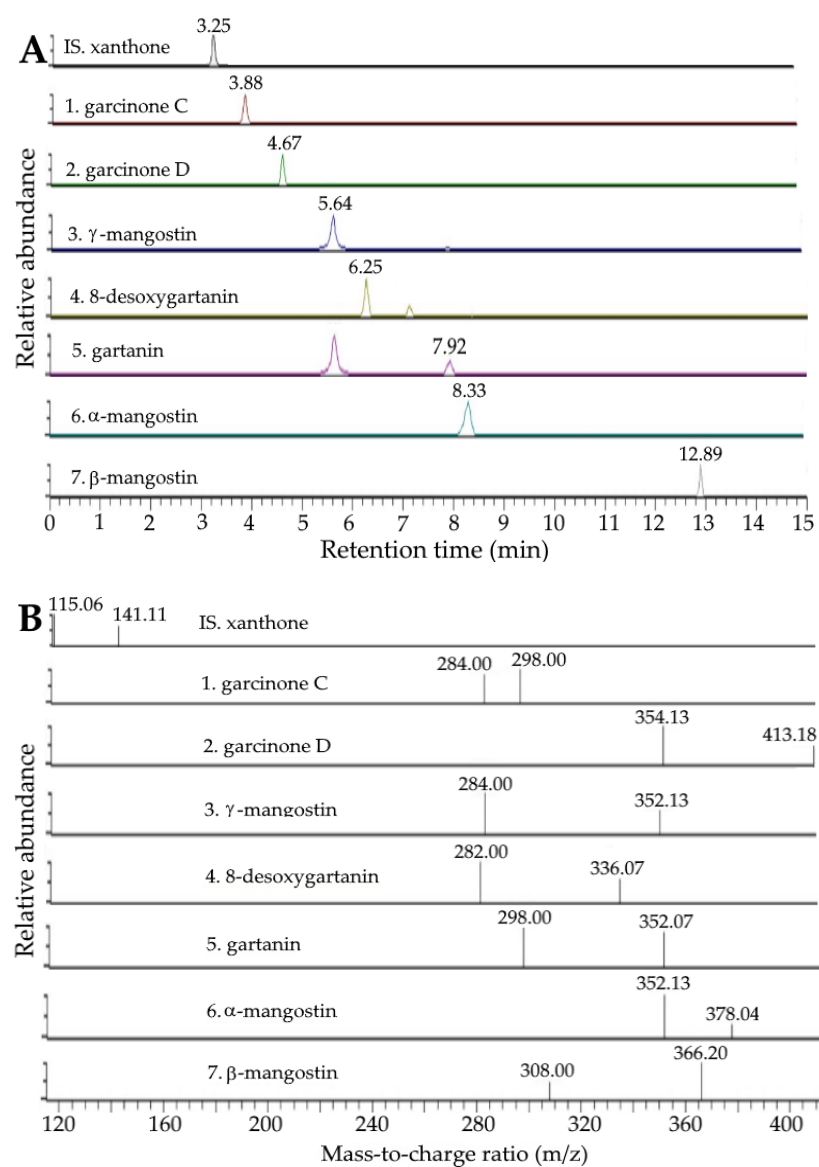 A
3.25
IS. xanthone
3.88
1. garcinone C
4.67
2. garcinone D
5.64
3. γ-mangostin
6.25
4. 8-desoxygartanin
5. gartanin
7.92
8.33
6. α-mangostin
12.89
7. β-mangostin
Relative abundance
0 1 2 3 4 5 6 7 8 9 10 11 12 13 14 15
Retention time (min)
B
115.06 141.11
IS. xanthone
284.00 298.00
1. garcinone C
354.13
413.18
2. garcinone D
284.00
352.13
3. γ-mangostin
282.00
336.07
4. 8-desoxygartanin
298.00
352.07
5. gartanin
352.13
378.04
6. α-mangostin
366.20
308.00
7. β-mangostin
Relative abundance
120 160 200 240 280 320 360 400
Mass-to-charge ratio (m/z)